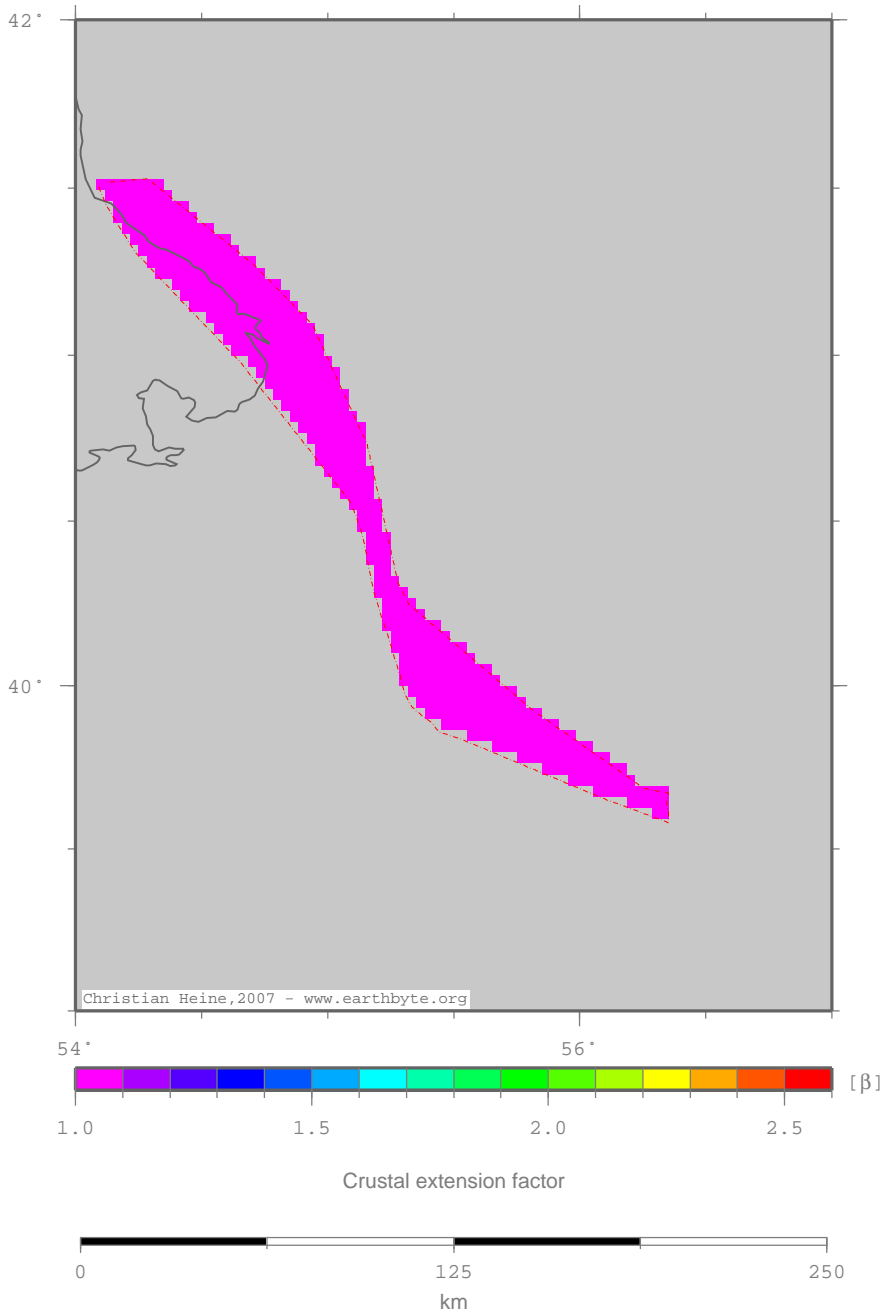 42°
40°
Christian Heine,2007 - www.earthbyte.org
54° 56°
[β]
1.0 1.5 2.0 2.5
Crustal extension factor
0 125 250
km